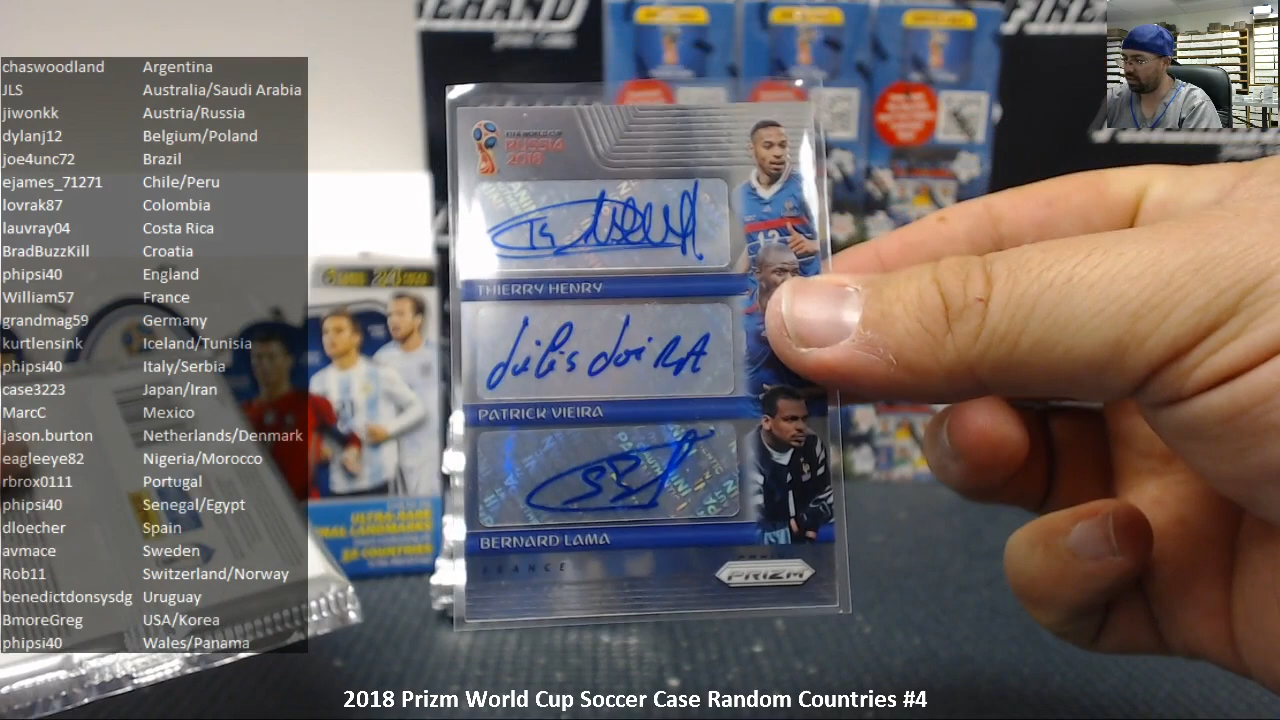 chaswoodland Argentina
JLS Australia/Saudi Arabia
jiwonkk Austria/Russia
dylanj12 Belgium/Poland
joe4unc72 Brazil
ejames_71271 Chile/Peru
lovrak87 Colombia
lauvray04 Costa Rica
BradBuzzKill Croatia
phipsi40 England
William57 France
grandmag59 Germany
kurtlensink Iceland/Tunisia
phipsi40 Italy/Serbia
case3223 Japan/Iran
MarcC Mexico
jason.burton Netherlands/Denmark
eagleeye82 Nigeria/Morocco
rbrox0111 Portugal
phipsi40 Senegal/Egypt
dloecher Spain
avmace Sweden
Rob11 Switzerland/Norway
benedictdonsysdg Uruguay
BmoreGreg USA/Korea
phipsi40 Wales/Panama
FIFA WORLD CUP
RUSSIA
2018
THIERRY HENRY
PATRICK VIEIRA
BERNARD LAMA
FRANCE
PRIZM
24 COUNTRIES
2018 Prizm World Cup Soccer Case Random Countries #4